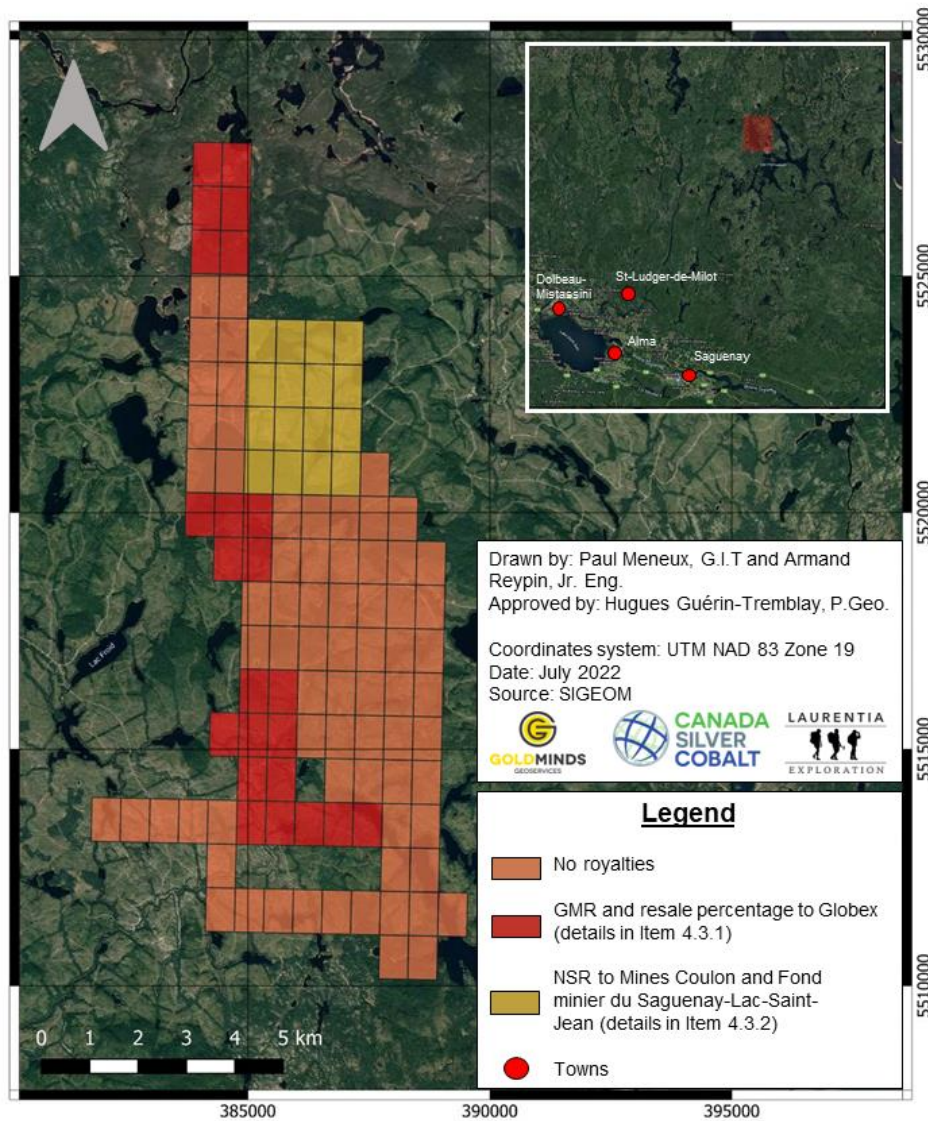 5530000
Dolbeau-
Mistassini
St-Ludger-de-Milot
Alma
Saguenay
5525000
5520000
Lac Froid
Drawn by: Paul Meneux, G.I.T and Armand
Reypin, Jr. Eng.
Approved by: Hugues Guérin-Tremblay, P.Geo.
Coordinates system: UTM NAD 83 Zone 19
Date: July 2022
Source: SIGEOM
GOLDMINDS
GEOSERVICES
CANADA
SILVER
COBALT
LAURENTIA
EXPLORATION
5515000
Legend
No royalties
GMR and resale percentage to Globex
(details in Item 4.3.1)
NSR to Mines Coulon and Fond
minier du Saguenay-Lac-Saint-
Jean (details in Item 4.3.2)
Towns
5510000
0 1 2 3 4 5 km
385000 390000 395000